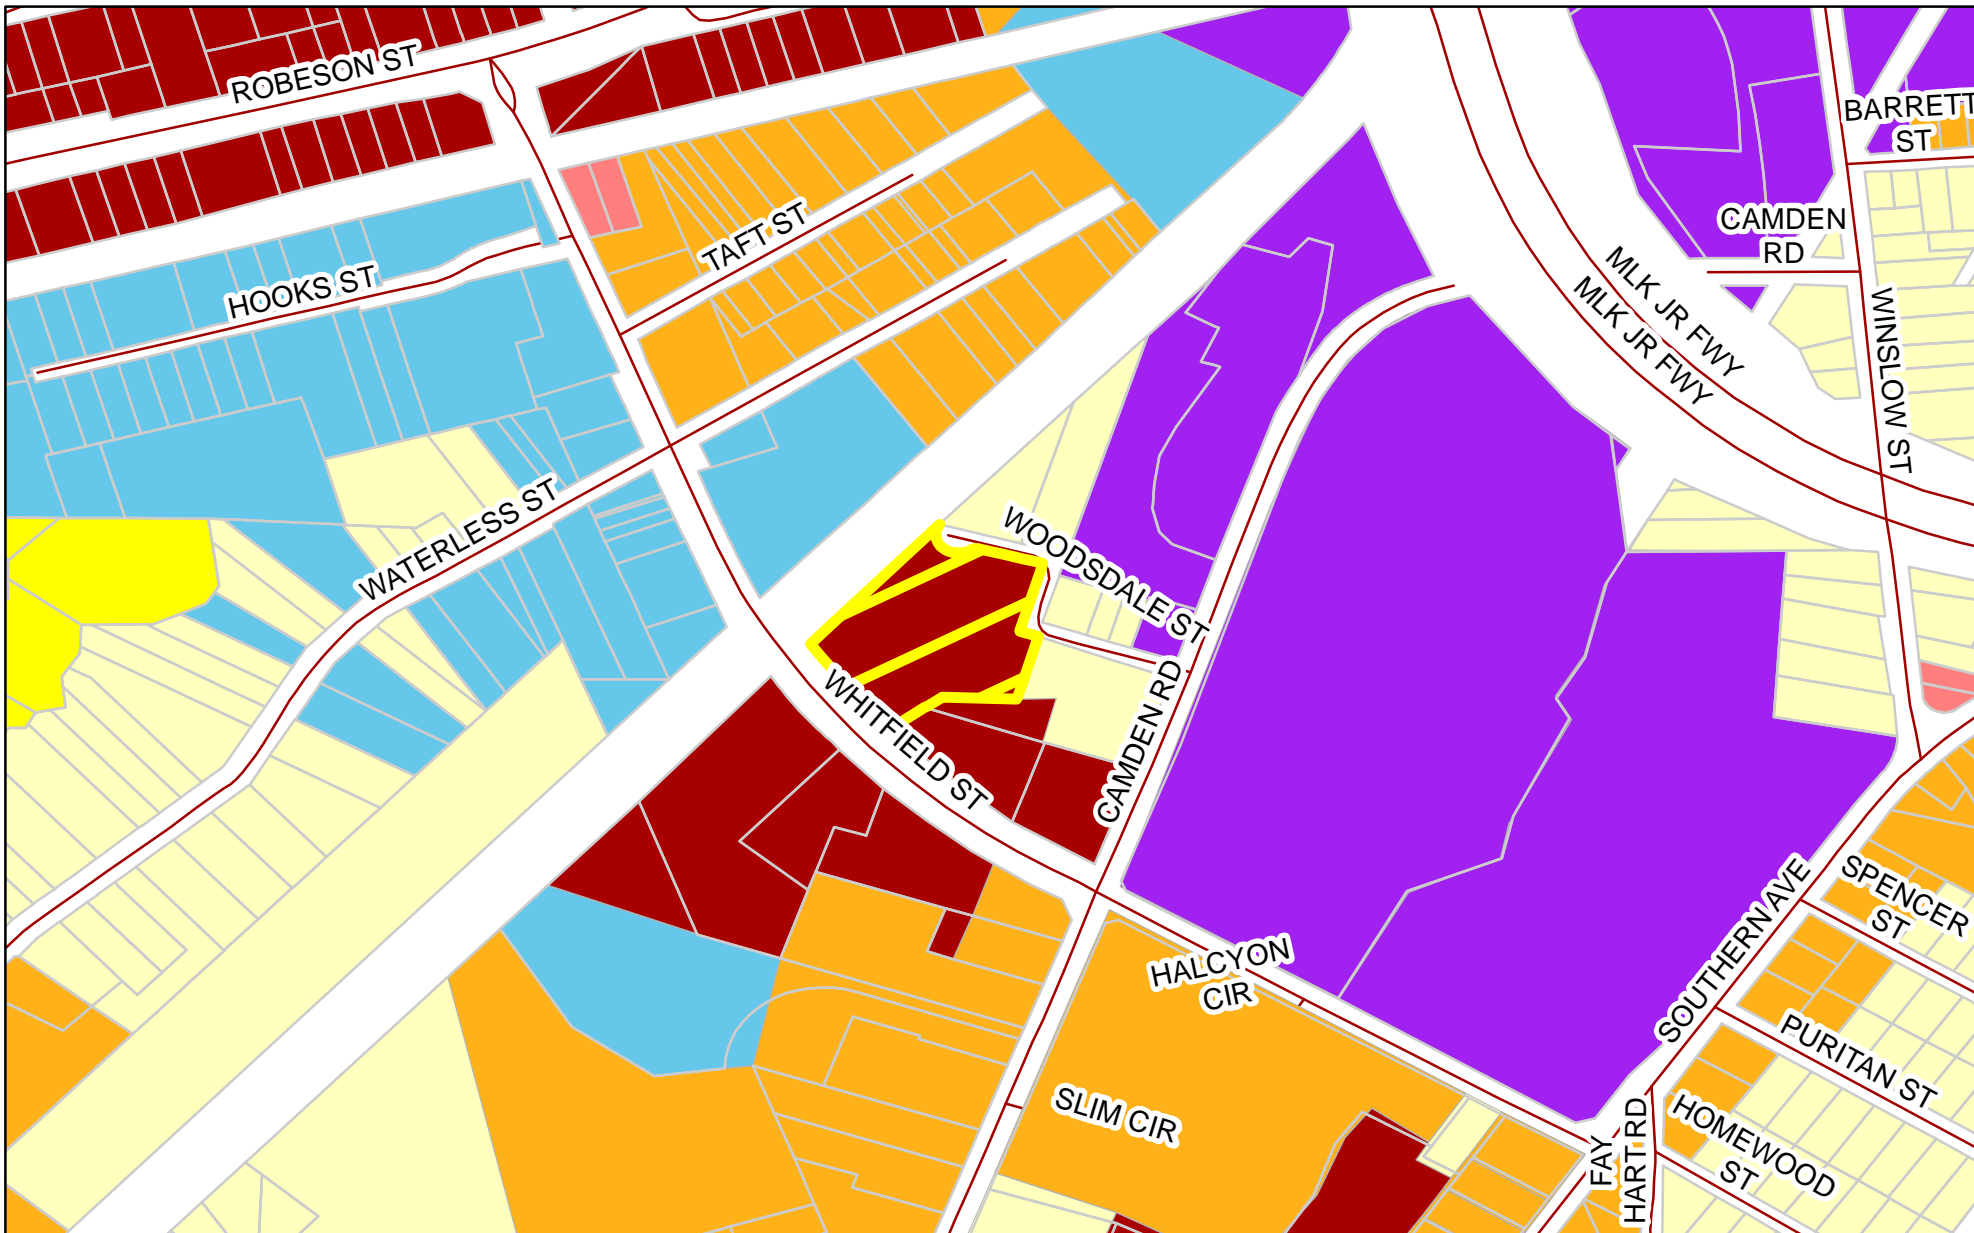 ROBESON ST
BARRETT
ST
TAFT ST
CAMDEN
RD
HOOKS ST
MLK JR FWY
MLK JR FWY
WINSLOW ST
WATERLESS ST
WOODSDALE ST
WHITFIELD ST
CAMDEN RD
SPENCER
ST
SOUTHERN AVE
HALCYON
CIR
PURITAN ST
SLIM CIR
HOMEWOOD
ST
FAY
HART RD